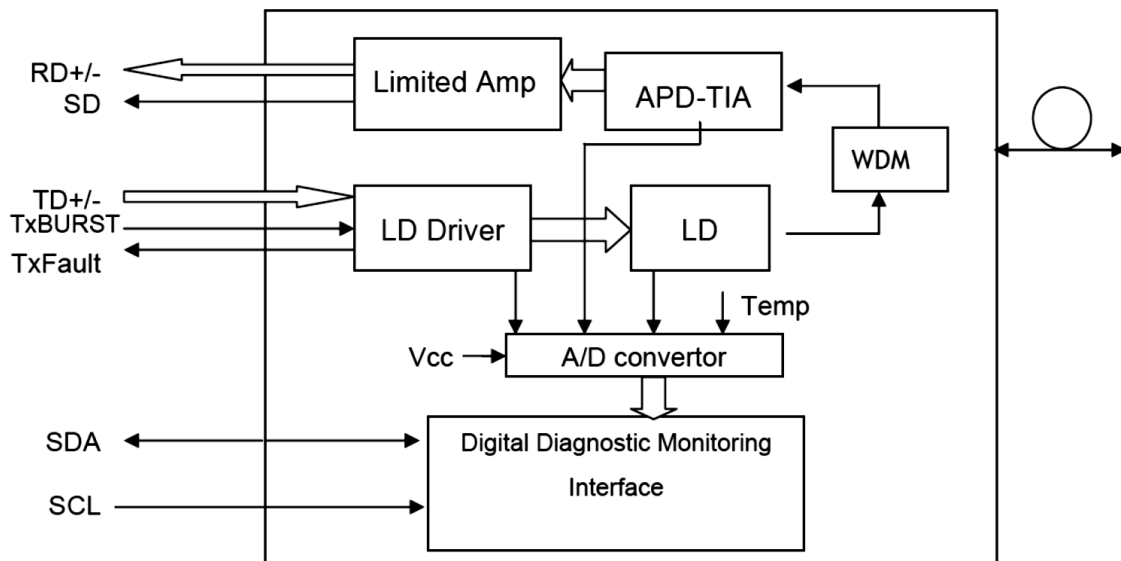 RD+/-
SD
Limited Amp
APD-TIA
WDM
TD+/-
TxBURST
TxFault
LD Driver
LD
Temp
Vcc
A/D convertor
SDA
SCL
Digital Diagnostic Monitoring
Interface